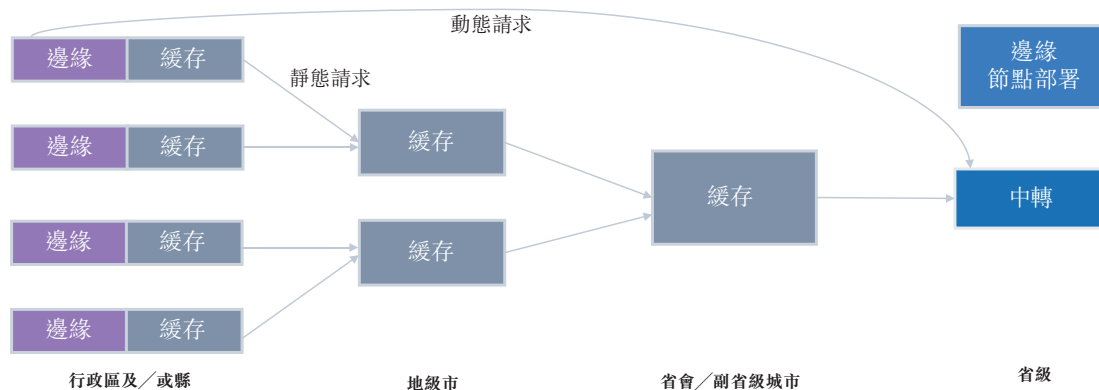 動態請求
邊緣
節點部署
邊緣 緩存
靜態請求
邊緣 緩存
緩存
緩存
中轉
邊緣 緩存
緩存
邊緣 緩存
行政區及／或縣
地級市
省會／副省級城市
省級